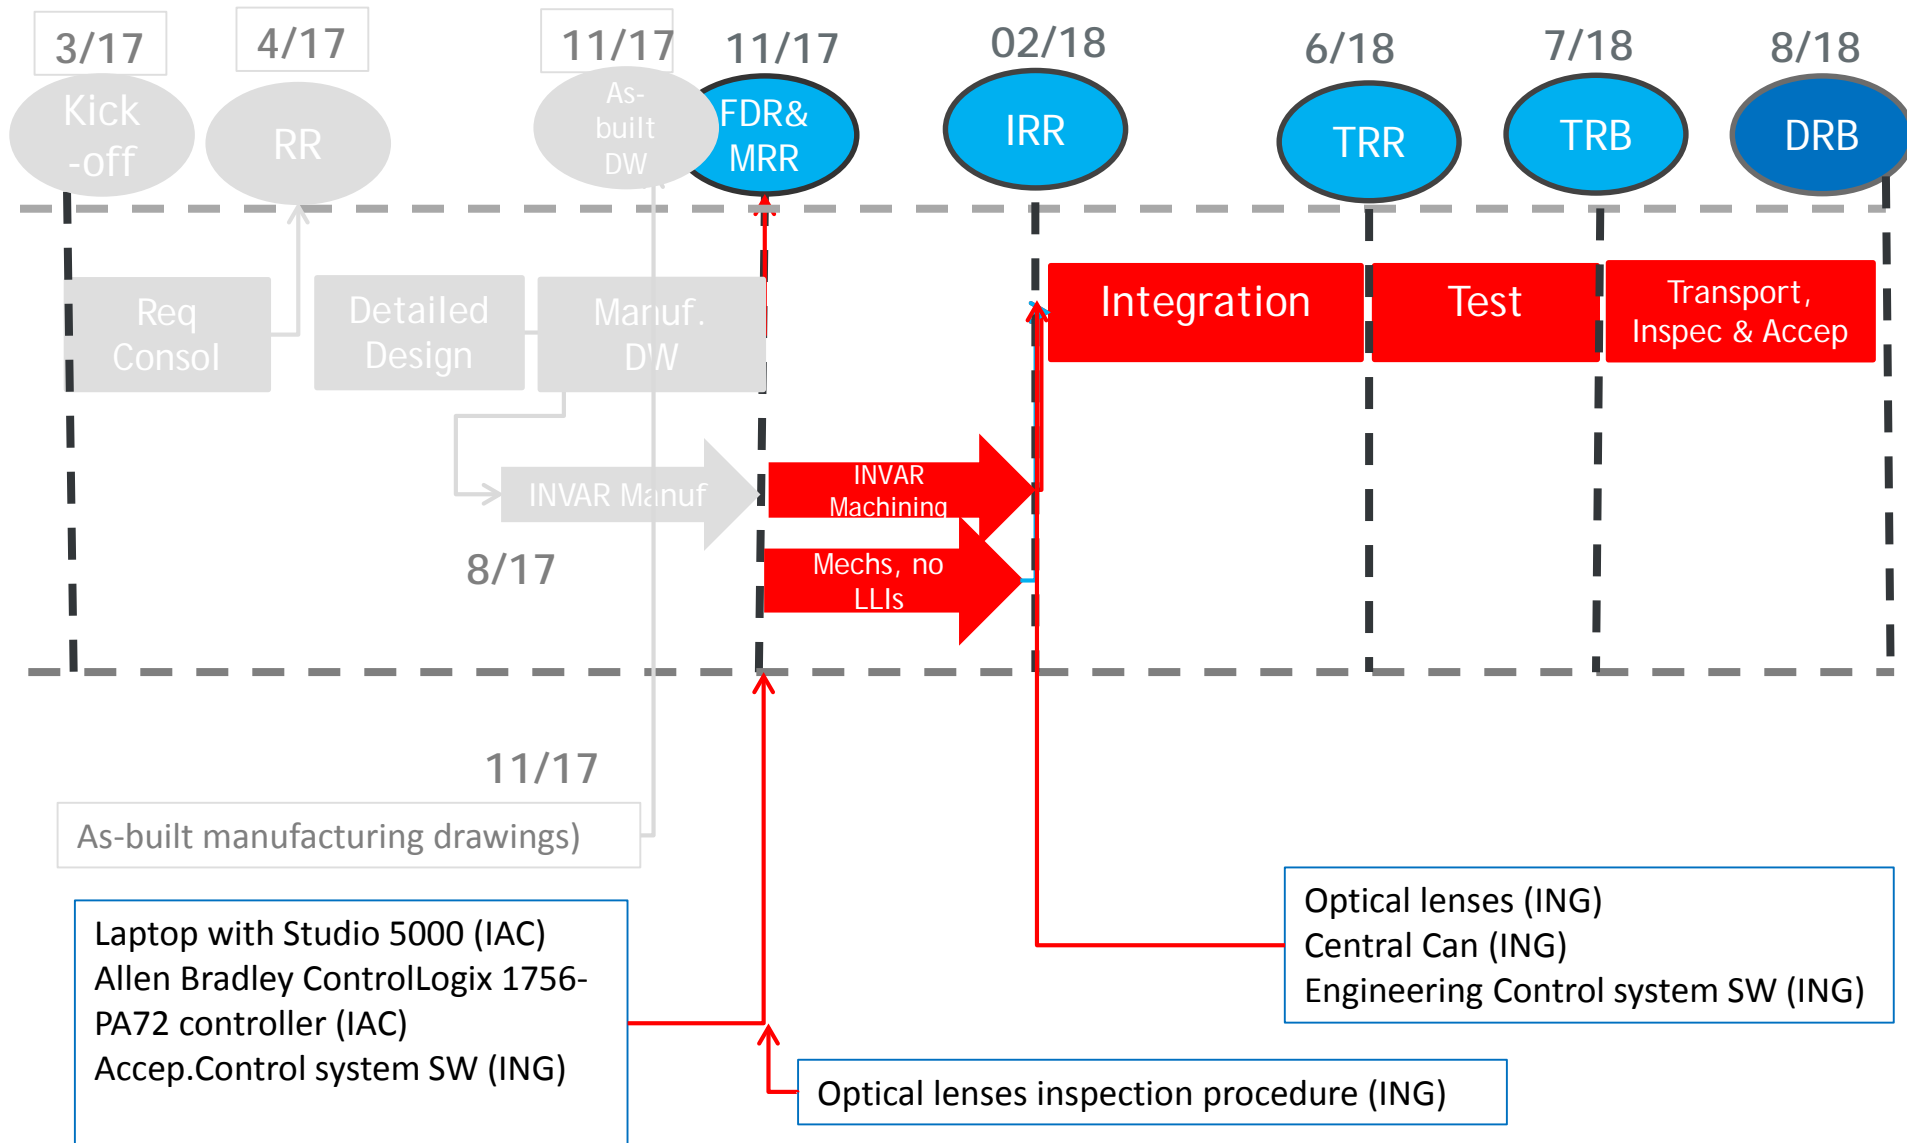 3/17
4/17
11/17
11/17
02/18
6/18
7/18
8/18
Kick
-off
RR
As-
built
DW
FDR&
MRR
IRR
TRR
TRB
DRB
Req
Consol
Detailed
Design
Manuf.
DW
Integration
Test
Transport,
Inspec & Accep
INVAR Manuf
INVAR
Machining
8/17
Mechs, no
LLIs
11/17
As-built manufacturing drawings)
Laptop with Studio 5000 (IAC)
Allen Bradley ControlLogix 1756-
PA72 controller (IAC)
Accep.Control system SW (ING)
Optical lenses inspection procedure (ING)
Optical lenses (ING)
Central Can (ING)
Engineering Control system SW (ING)